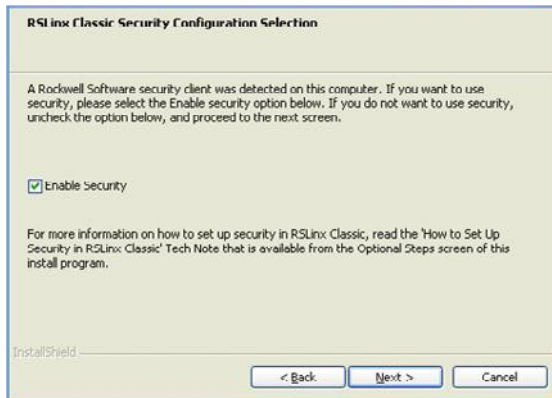 RSLinx Classic Security Configuration Selection
A Rockwell Software security client was detected on this computer. If you want to use
security, please select the Enable security option below. If you do not want to use security,
uncheck the option below, and proceed to the next screen.
Enable Security
For more information on how to set up security in RSLinx Classic, read the 'How to Set Up
Security in RSLinx Classic' Tech Note that is available from the Optional Steps screen of this
install program.
InstallShield
< Back
Next >
Cancel